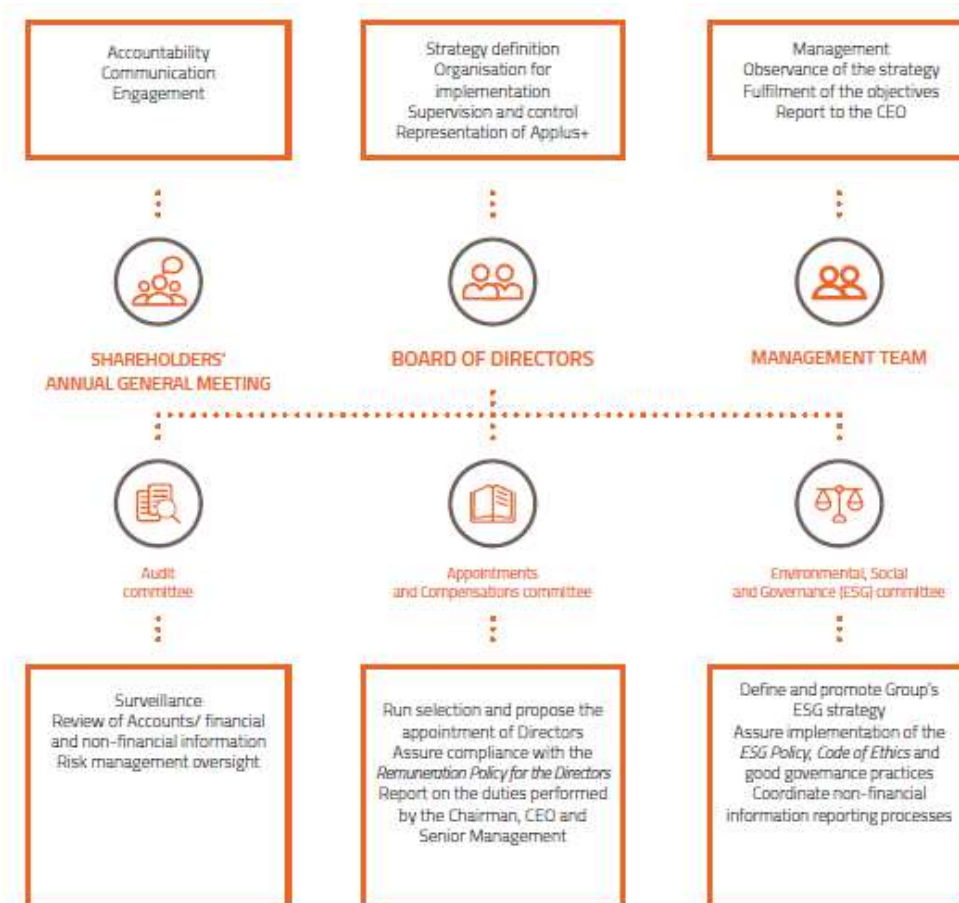 Accountability
Communication
Engagement
Strategy definition
Organisation for
implementation
Supervision and control
Representation of Applus+
Management
Observance of the strategy
Fulfilment of the objectives
Report to the CEO
SHAREHOLDERS'
ANNUAL GENERAL MEETING
BOARD OF DIRECTORS
MANAGEMENT TEAM
Audit
committee
Appointments
and Compensations committee
Environmental, Social
and Governance (ESG) committee
Surveillance
Review of Accounts/ financial
and non-financial information
Risk management oversight
Run selection and propose the
appointment of Directors
Assure compliance with the
Remuneration Policy for the Directors
Report on the duties performed
by the Chairman, CEO and
Senior Management
Define and promote Group's
ESG strategy
Assure implementation of the
ESG Policy, Code of Ethics and
good governance practices
Coordinate non-financial
information reporting processes